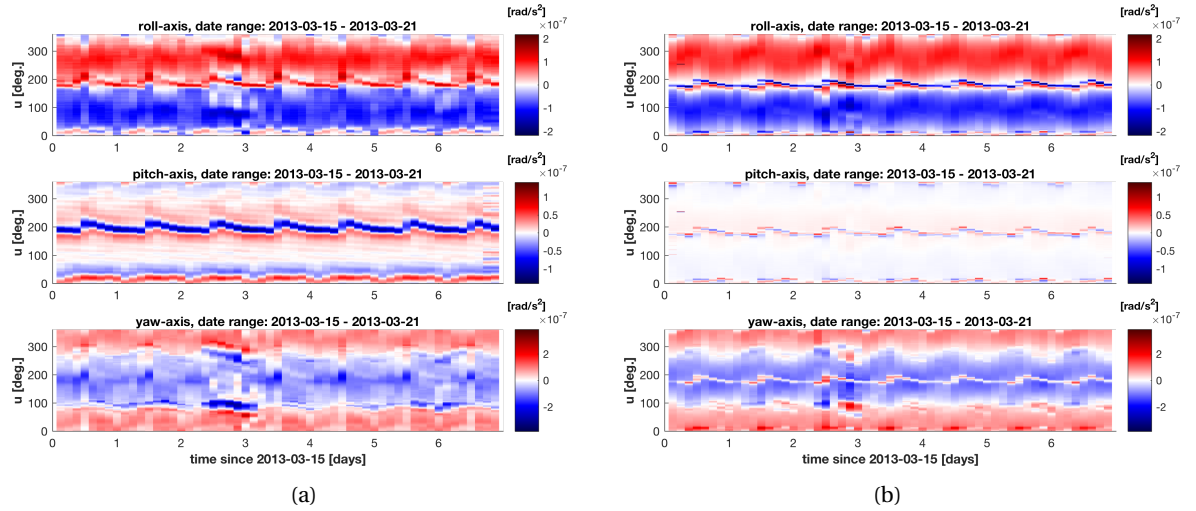 roll-axis, date range: 2013-03-15 - 2013-03-21
[rad/s²]
×10⁻⁷
u [deg.]
300
200
100
0
0 1 2 3 4 5 6
2
1
0
-1
-2
pitch-axis, date range: 2013-03-15 - 2013-03-21
[rad/s²]
×10⁻⁷
u [deg.]
300
200
100
0
0 1 2 3 4 5 6
1
0.5
0
-0.5
-1
yaw-axis, date range: 2013-03-15 - 2013-03-21
[rad/s²]
×10⁻⁷
u [deg.]
300
200
100
0
0 1 2 3 4 5 6
2
0
-2
time since 2013-03-15 [days]
(a)
roll-axis, date range: 2013-03-15 - 2013-03-21
[rad/s²]
×10⁻⁷
u [deg.]
300
200
100
0
0 1 2 3 4 5 6
2
1
0
-1
-2
pitch-axis, date range: 2013-03-15 - 2013-03-21
[rad/s²]
×10⁻⁷
u [deg.]
300
200
100
0
0 1 2 3 4 5 6
1
0.5
0
-0.5
-1
yaw-axis, date range: 2013-03-15 - 2013-03-21
[rad/s²]
×10⁻⁷
u [deg.]
300
200
100
0
0 1 2 3 4 5 6
2
0
-2
time since 2013-03-15 [days]
(b)